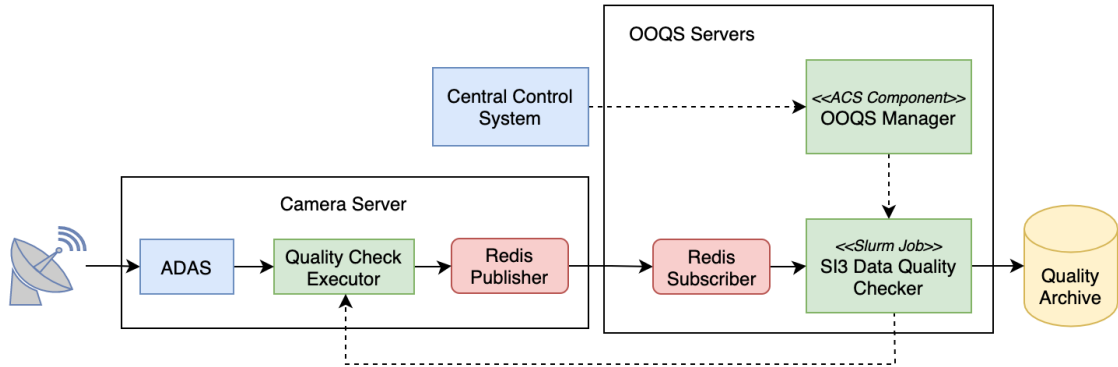 OOQS Servers
Central Control
System
<<ACS Component>>
OOQS Manager
Camera Server
ADAS
Quality Check
Executor
Redis
Publisher
Redis
Subscriber
<<Slurm Job>>
SI3 Data Quality
Checker
Quality
Archive